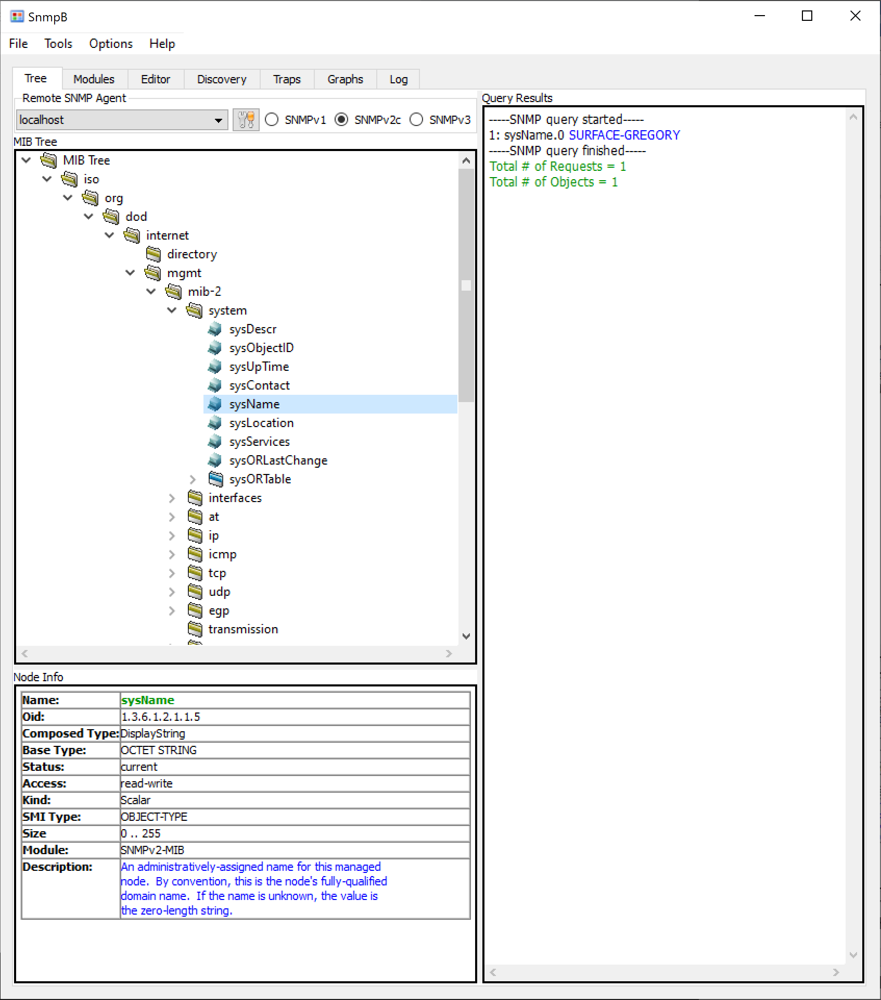 SnmpB
File Tools Options Help
Tree Modules Editor Discovery Traps Graphs Log
Remote SNMP Agent
localhost SNMPv1 SNMPv2c SNMPv3
MIB Tree
MIB Tree
iso
org
dod
internet
directory
mgmt
mib-2
system
sysDescr
sysObjectID
sysUpTime
sysContact
sysName
sysLocation
sysServices
sysORLastChange
sysORTable
interfaces
at
ip
icmp
tcp
udp
egp
transmission
Node Info
Name: sysName
Oid: 1.3.6.1.2.1.1.5
Composed Type: DisplayString
Base Type: OCTET STRING
Status: current
Access: read-write
Kind: Scalar
SMI Type: OBJECT-TYPE
Size 0 .. 255
Module: SNMPv2-MIB
Description: An administratively-assigned name for this managed
node. By convention, this is the node's fully-qualified
domain name. If the name is unknown, the value is
the zero-length string.
Query Results
-----SNMP query started-----
1: sysName.0 SURFACE-GREGORY
-----SNMP query finished-----
Total # of Requests = 1
Total # of Objects = 1